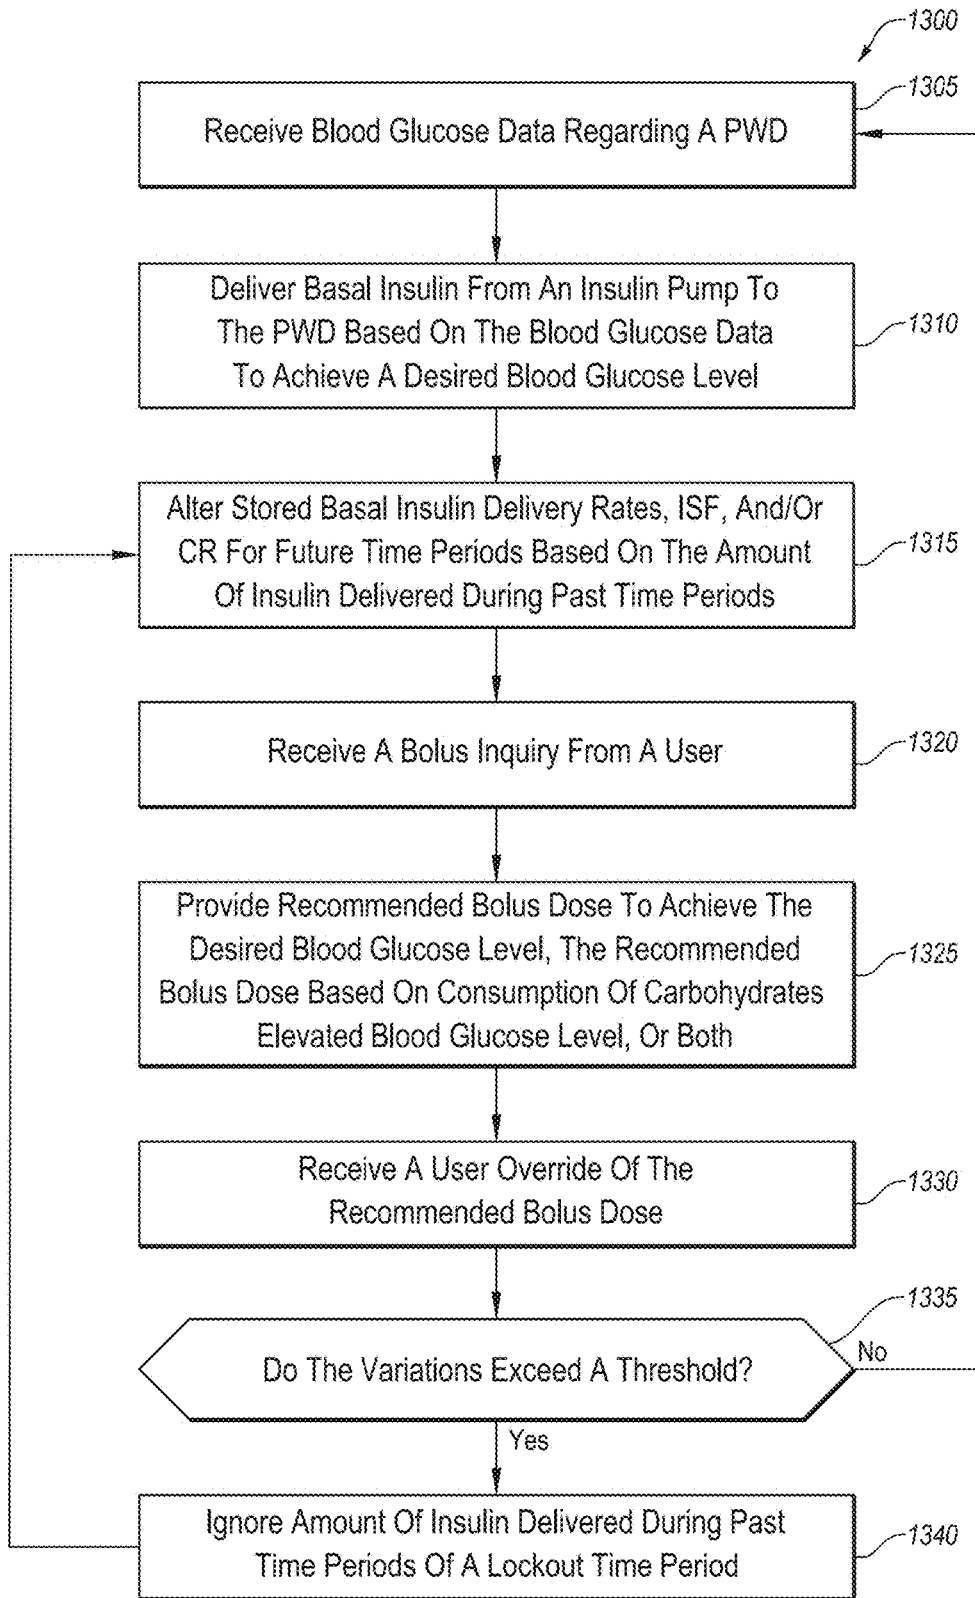 1300
1305
Receive Blood Glucose Data Regarding A PWD
Deliver Basal Insulin From An Insulin Pump To
The PWD Based On The Blood Glucose Data
To Achieve A Desired Blood Glucose Level
1310
Alter Stored Basal Insulin Delivery Rates, ISF, And/Or
CR For Future Time Periods Based On The Amount
Of Insulin Delivered During Past Time Periods
1315
Receive A Bolus Inquiry From A User
1320
Provide Recommended Bolus Dose To Achieve The
Desired Blood Glucose Level, The Recommended
Bolus Dose Based On Consumption Of Carbohydrates
Elevated Blood Glucose Level, Or Both
1325
Receive A User Override Of The
Recommended Bolus Dose
1330
1335
Do The Variations Exceed A Threshold?
No
Yes
Ignore Amount Of Insulin Delivered During Past
Time Periods Of A Lockout Time Period
1340